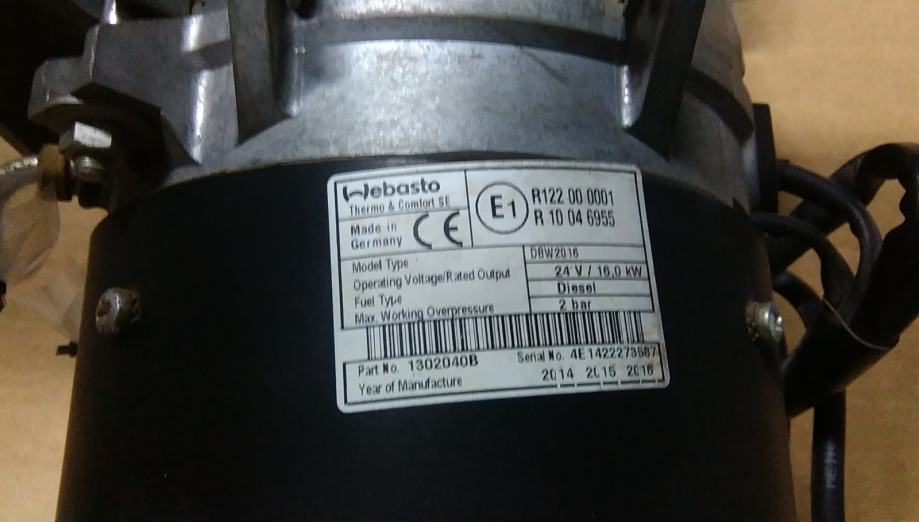 Webasto
Thermo & Comfort SE
Made in
Germany
CE
E1
R122 00 0001
R 10 04 6955
Model Type DBW2016
Operating Voltage/Rated Output 24 V / 16,0 kW
Fuel Type Diesel
Max. Working Overpressure 2 bar
Part No. 1302040B Serial No. 4E1422273587
Year of Manufacture 2014 2015 2016